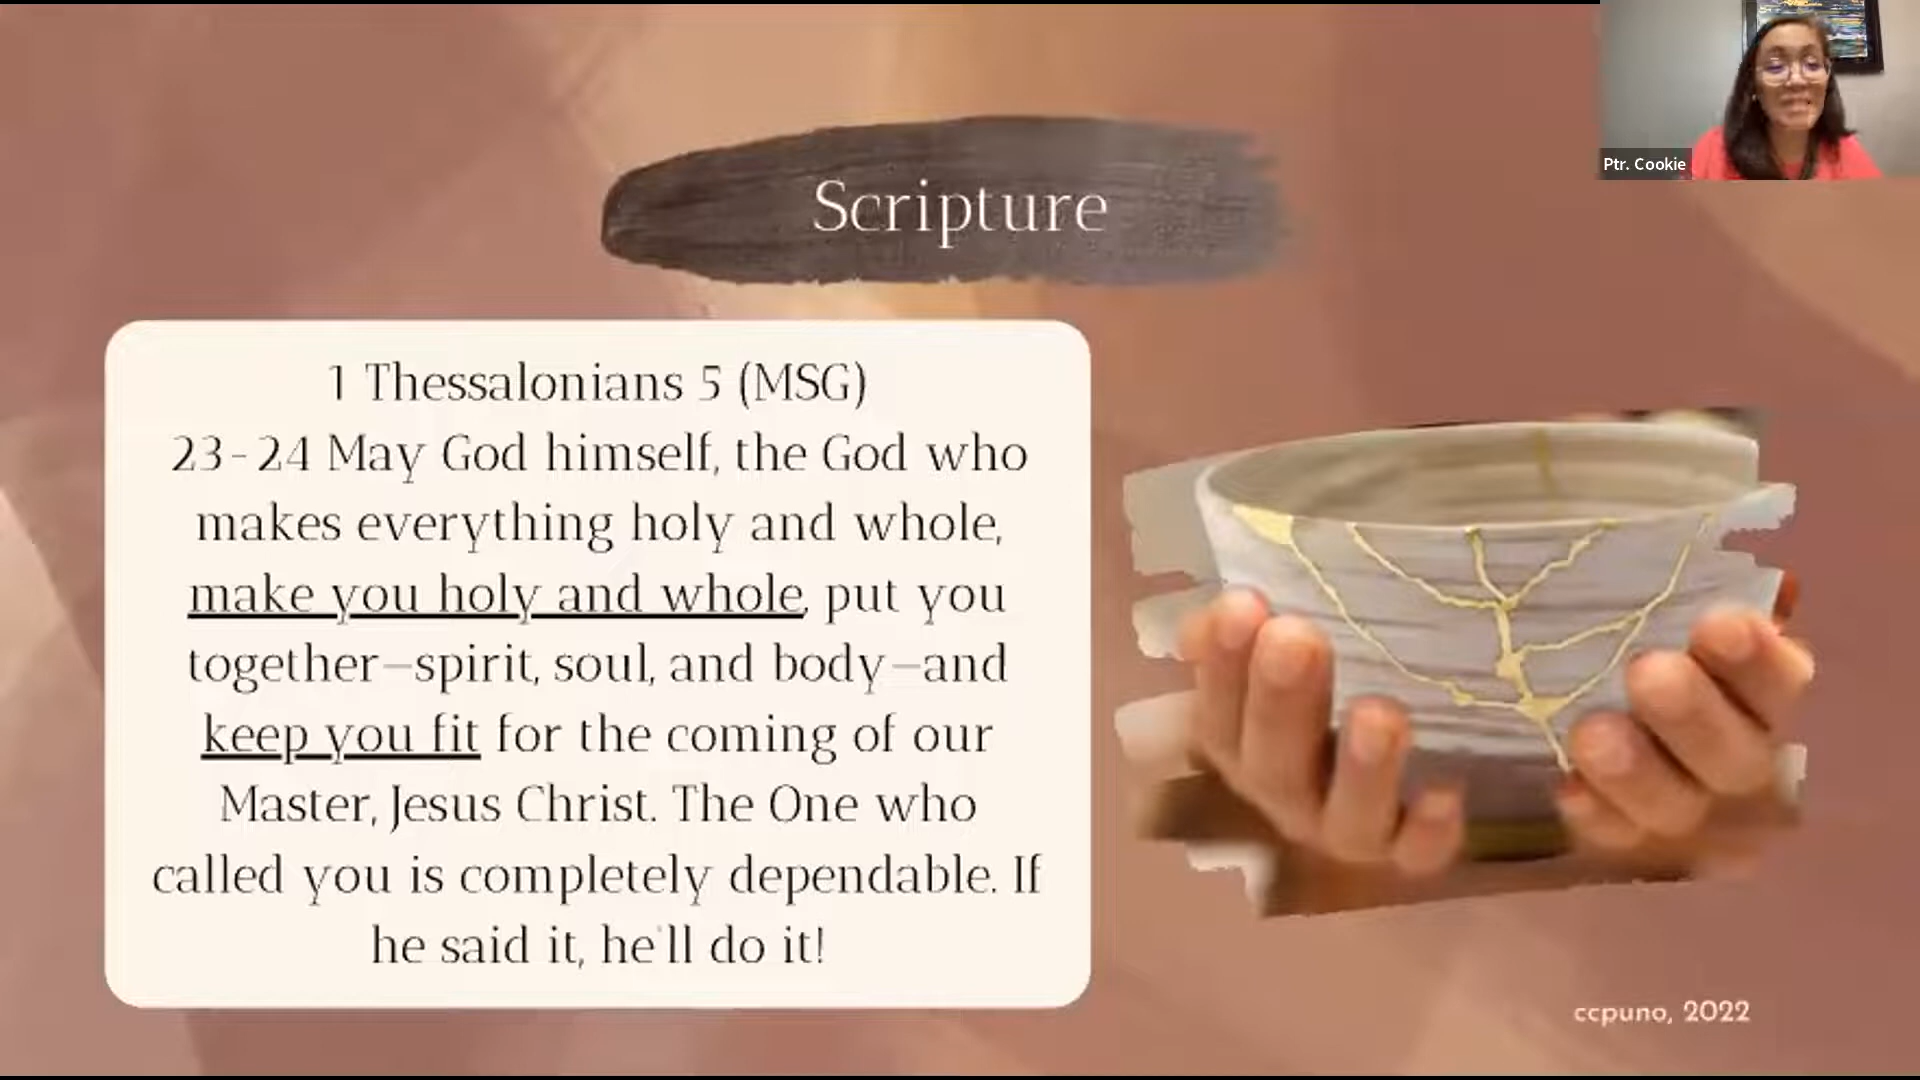 Ptr. Cookie
Scripture
1 Thessalonians 5 (MSG)
23-24 May God himself, the God who
makes everything holy and whole,
make you holy and whole, put you
together—spirit, soul, and body—and
keep you fit for the coming of our
Master, Jesus Christ. The One who
called you is completely dependable. If
he said it, he'll do it!
ccpuno, 2022